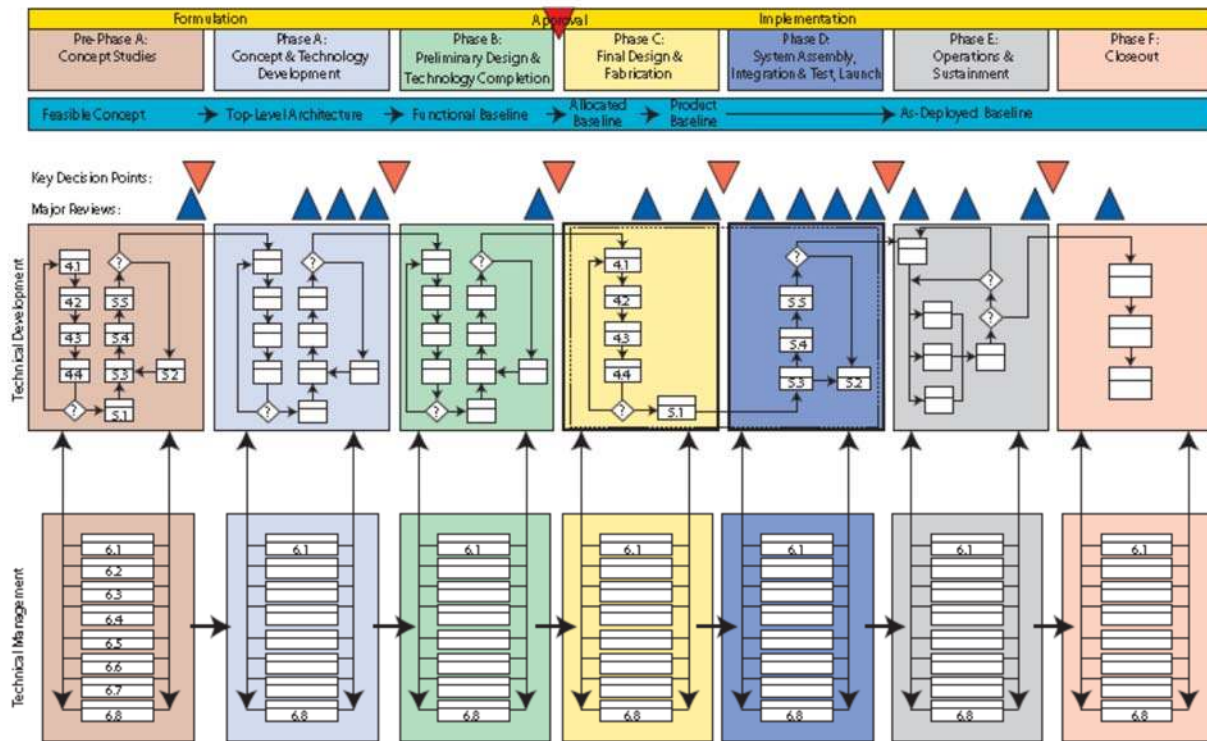 Formulation
Approval
Implementation
Pre-Phase A:
Concept Studies
Phase A:
Concept & Technology
Development
Phase B:
Preliminary Design &
Technology Completion
Phase C:
Final Design &
Fabrication
Phase D:
System Assembly,
Integration & Test, Launch
Phase E:
Operations &
Sustainment
Phase F:
Closeout
Feasible Concept
Top-Level Architecture
Functional Baseline
Allocated
Baseline
Product
Baseline
As-Deployed Baseline
Key Decision Points:
Major Reviews:
Technical Development
4.1
4.2
4.3
4.4
?
5.1
?
5.5
5.4
5.3
5.2
?
?
?
?
4.1
4.2
4.3
4.4
?
5.1
?
5.5
5.4
5.3
5.2
?
?
Technical Management
6.1
6.2
6.3
6.4
6.5
6.6
6.7
6.8
6.1
6.8
6.1
6.8
6.1
6.8
6.1
6.8
6.1
6.8
6.1
6.8